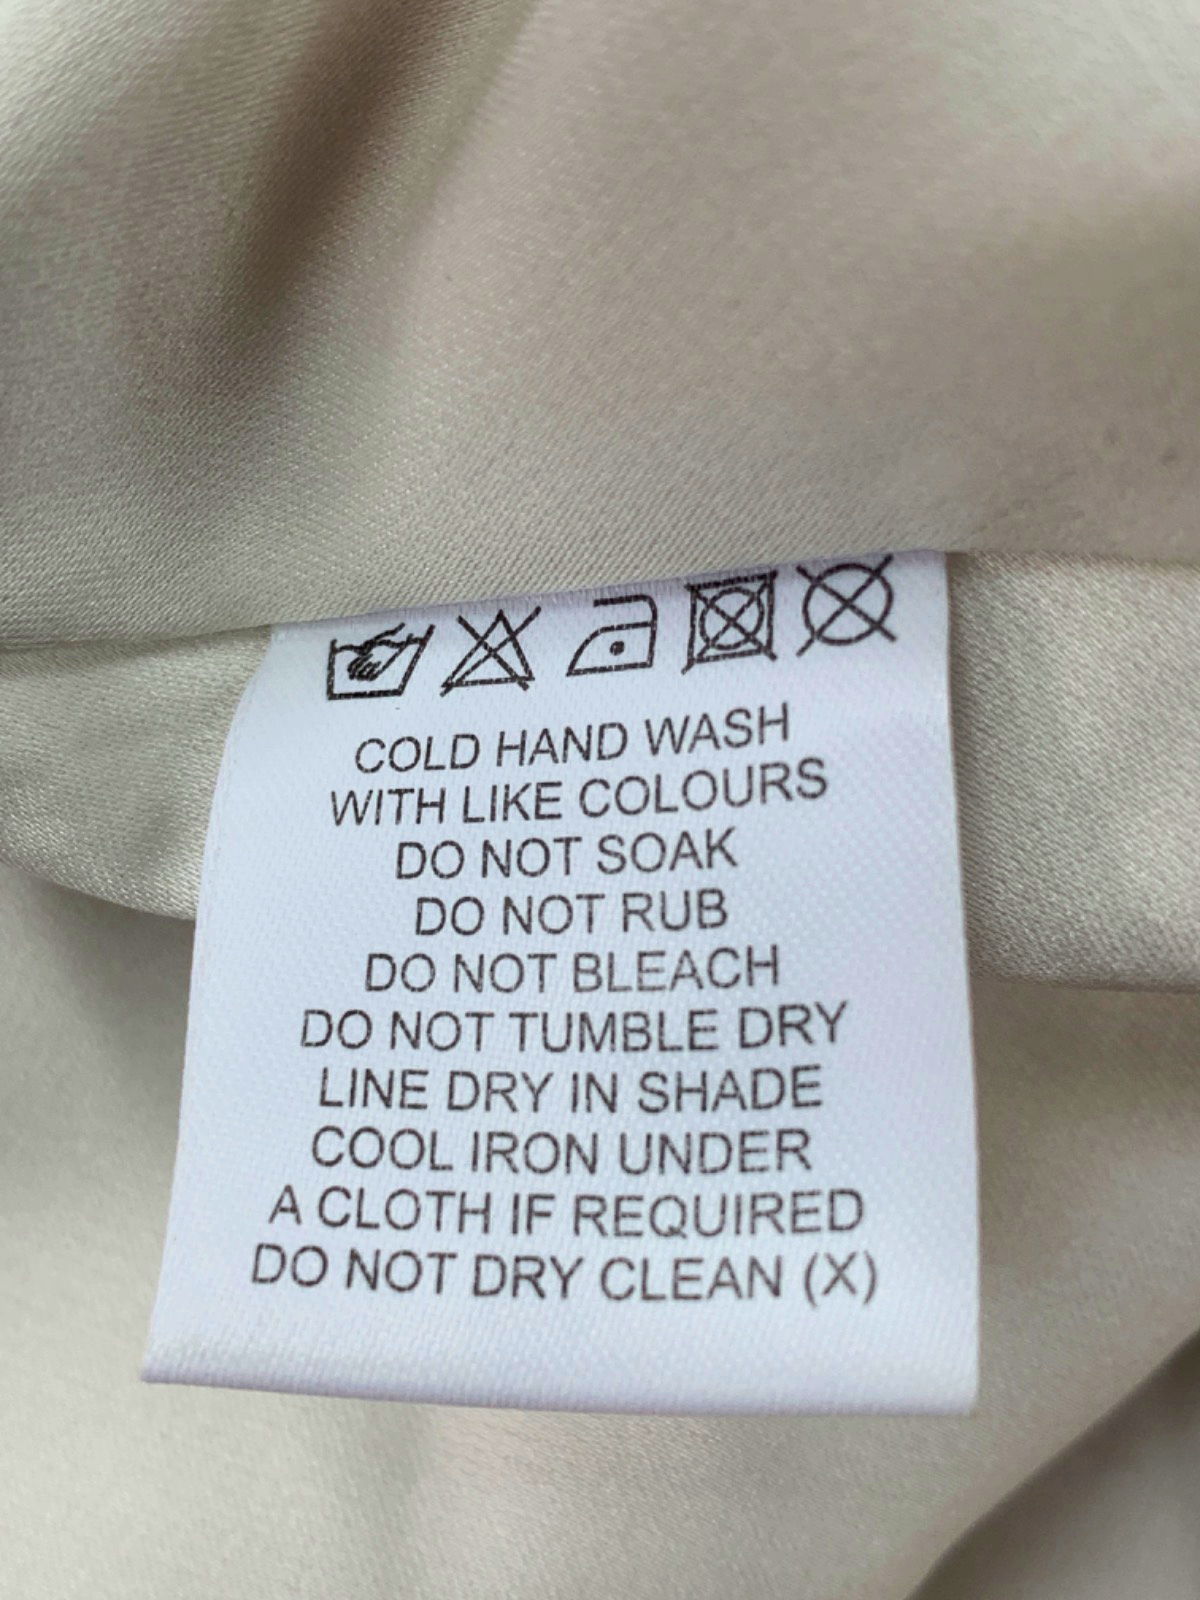 COLD HAND WASH
WITH LIKE COLOURS
DO NOT SOAK
DO NOT RUB
DO NOT BLEACH
DO NOT TUMBLE DRY
LINE DRY IN SHADE
COOL IRON UNDER
A CLOTH IF REQUIRED
DO NOT DRY CLEAN (X)